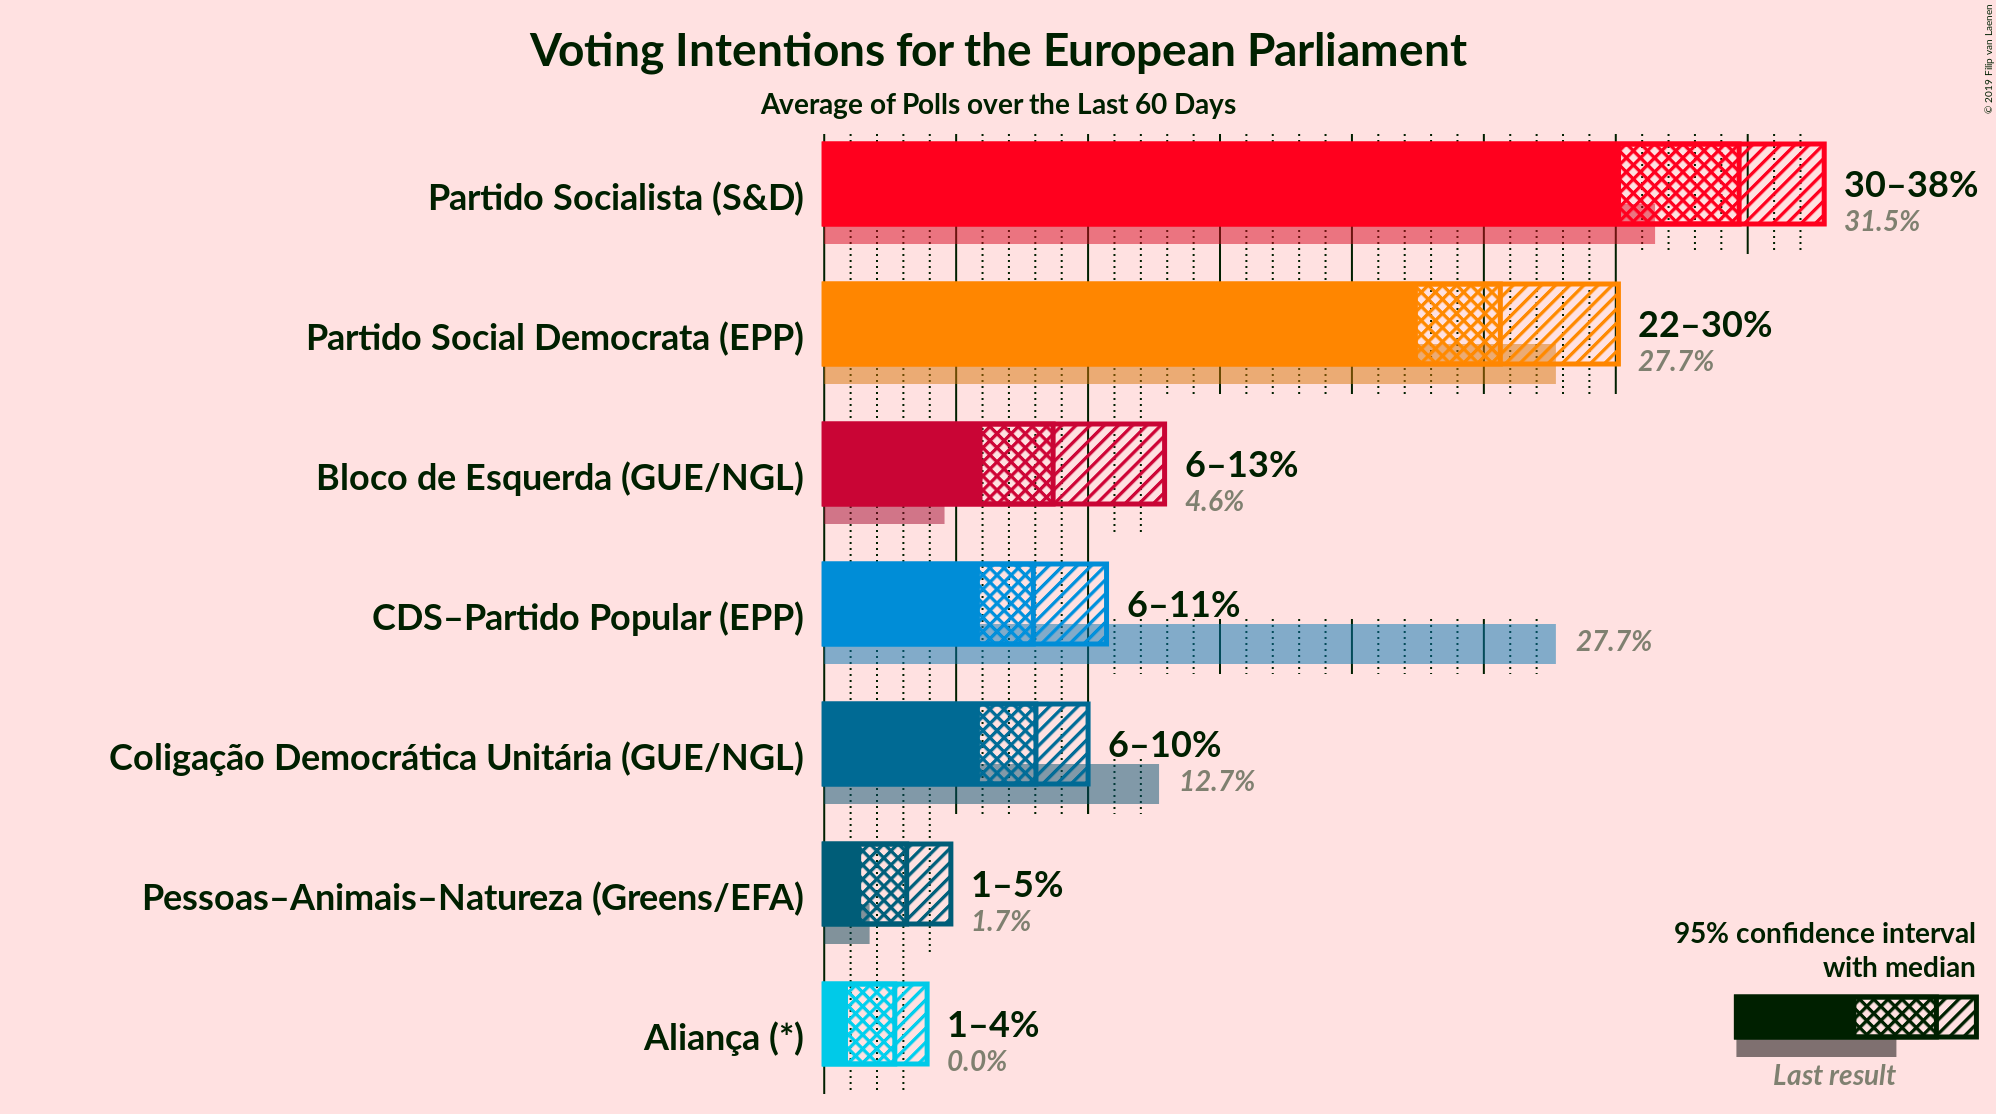 Voting Intentions for the European Parliament
Average of Polls over the Last 60 Days
© 2019 Filip van Laenen
Partido Socialista (S&D)
30–38%
31.5%
Partido Social Democrata (EPP)
22–30%
27.7%
Bloco de Esquerda (GUE/NGL)
6–13%
4.6%
CDS–Partido Popular (EPP)
6–11%
27.7%
Coligação Democrática Unitária (GUE/NGL)
6–10%
12.7%
Pessoas–Animais–Natureza (Greens/EFA)
1–5%
1.7%
Aliança (*)
1–4%
0.0%
95% confidence interval
with median
Last result